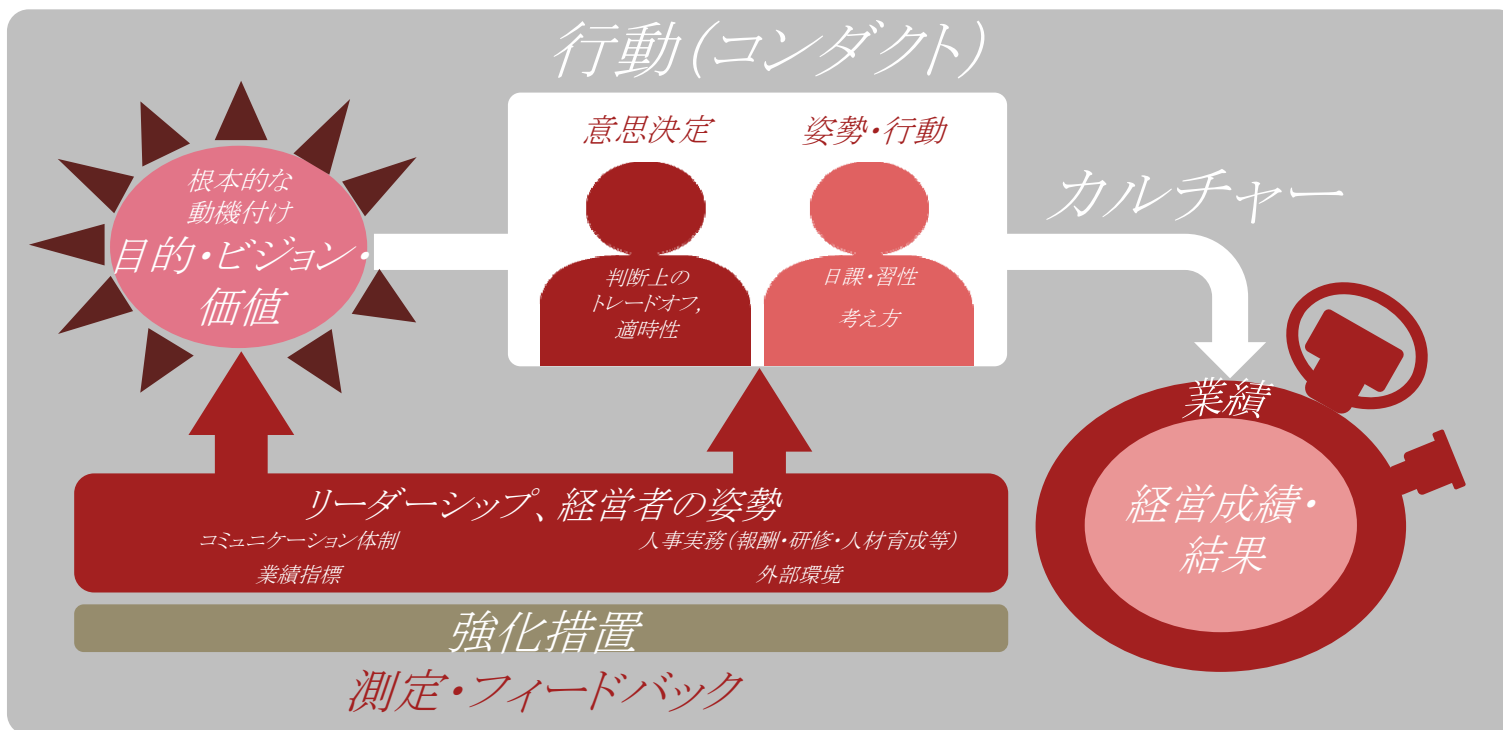 行動(コンダクト)
意思決定
姿勢・行動
カルチャー
根本的な
動機付け
目的・ビジョン・
価値
判断上の
トレードオフ,
適時性
日課・習性
考え方
業績
経営成績・
結果
リーダーシップ、経営者の姿勢
コミュニケーション体制
人事実務(報酬・研修・人材育成等)
業績指標
外部環境
強化措置
測定・フィードバック